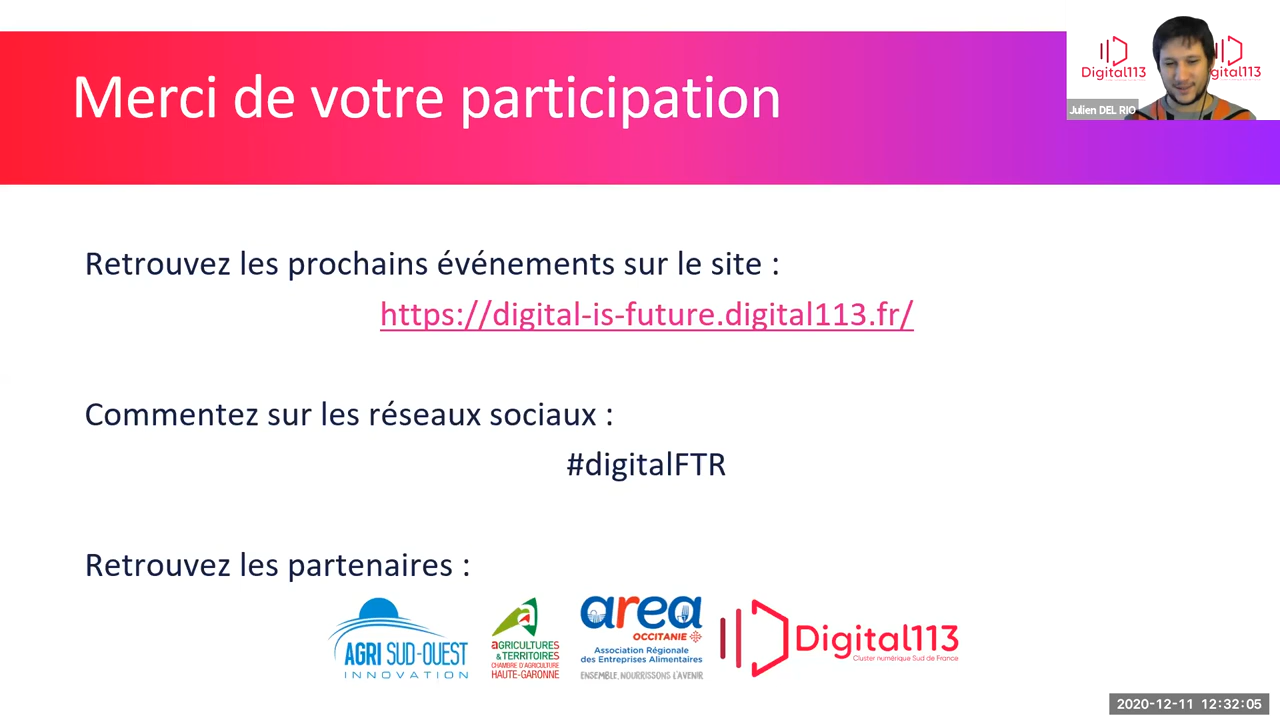 Merci de votre participation
Digital113
gital113
Julien DEL RIO
Retrouvez les prochains événements sur le site :
https://digital-is-future.digital113.fr/
Commentez sur les réseaux sociaux :
#digitalFTR
Retrouvez les partenaires :
AGRI SUD-OUEST
INNOVATION
aGRICULTURES
& TERRITOIRES
CHAMBRE D'AGRICULTURE
HAUTE-GARONNE
area
OCCITANIE
Association Régionale
des Entreprises Alimentaires
ENSEMBLE, NOURRISSONS L'AVENIR
Digital113
Cluster numérique Sud de France
2020-12-11 12:32:05